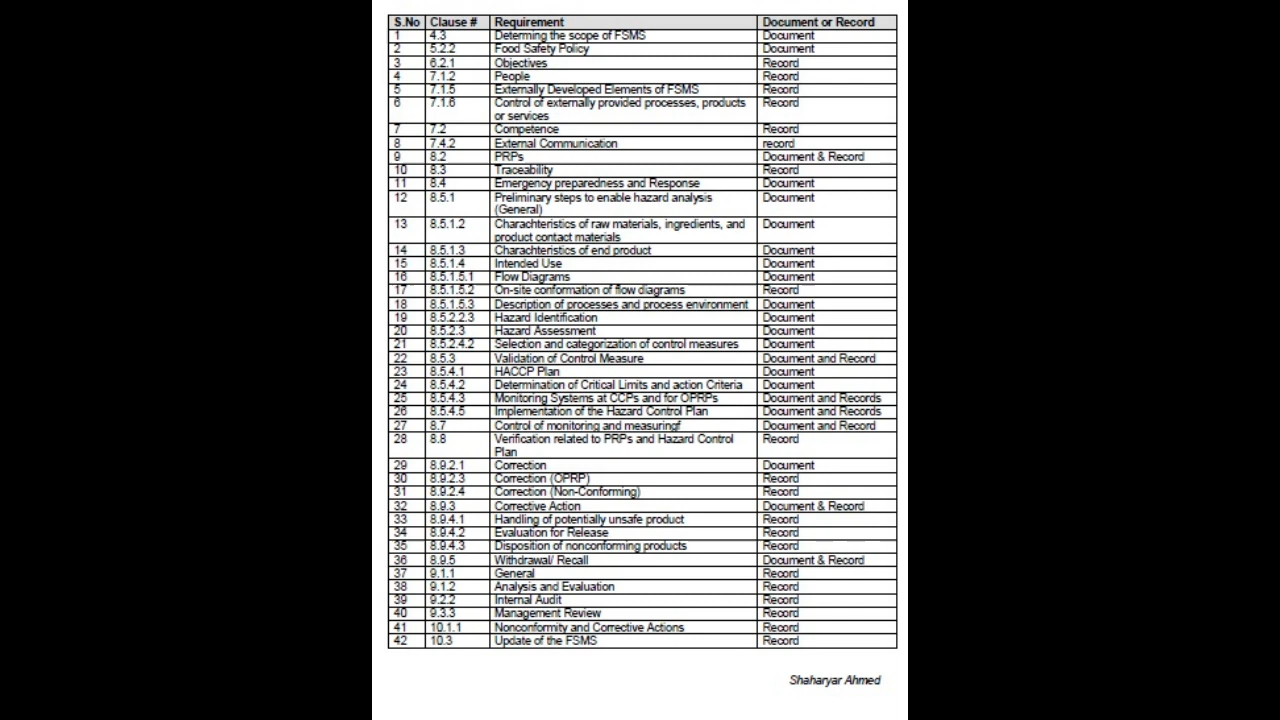 S.No Clause # Requirement Document or Record
1 4.3 Determing the scope of FSMS Document
2 5.2.2 Food Safety Policy Document
3 6.2.1 Objectives Record
4 7.1.2 People Record
5 7.1.5 Externally Developed Elements of FSMS Record
6 7.1.6 Control of externally provided processes, products Record
or services
7 7.2 Competence Record
8 7.4.2 External Communication record
9 8.2 PRPs Document & Record
10 8.3 Traceability Record
11 8.4 Emergency preparedness and Response Document
12 8.5.1 Preliminary steps to enable hazard analysis Document
(General)
13 8.5.1.2 Charachteristics of raw materials, ingredients, and Document
product contact materials
14 8.5.1.3 Charachteristics of end product Document
15 8.5.1.4 Intended Use Document
16 8.5.1.5.1 Flow Diagrams Document
17 8.5.1.5.2 On-site conformation of flow diagrams Record
18 8.5.1.5.3 Description of processes and process environment Document
19 8.5.2.2.3 Hazard Identification Document
20 8.5.2.3 Hazard Assessment Document
21 8.5.2.4.2 Selection and categorization of control measures Document
22 8.5.3 Validation of Control Measure Document and Record
23 8.5.4.1 HACCP Plan Document
24 8.5.4.2 Determination of Critical Limits and action Criteria Document
25 8.5.4.3 Monitoring Systems at CCPs and for OPRPs Document and Records
26 8.5.4.5 Implementation of the Hazard Control Plan Document and Records
27 8.7 Control of monitoring and measuringf Document and Record
28 8.8 Verification related to PRPs and Hazard Control Record
Plan
29 8.9.2.1 Correction Document
30 8.9.2.3 Correction (OPRP) Record
31 8.9.2.4 Correction (Non-Conforming) Record
32 8.9.3 Corrective Action Document & Record
33 8.9.4.1 Handling of potentially unsafe product Record
34 8.9.4.2 Evaluation for Release Record
35 8.9.4.3 Disposition of nonconforming products Record
36 8.9.5 Withdrawal/ Recall Document & Record
37 9.1.1 General Record
38 9.1.2 Analysis and Evaluation Record
39 9.2.2 Internal Audit Record
40 9.3.3 Management Review Record
41 10.1.1 Nonconformity and Corrective Actions Record
42 10.3 Update of the FSMS Record
Shaharyar Ahmed